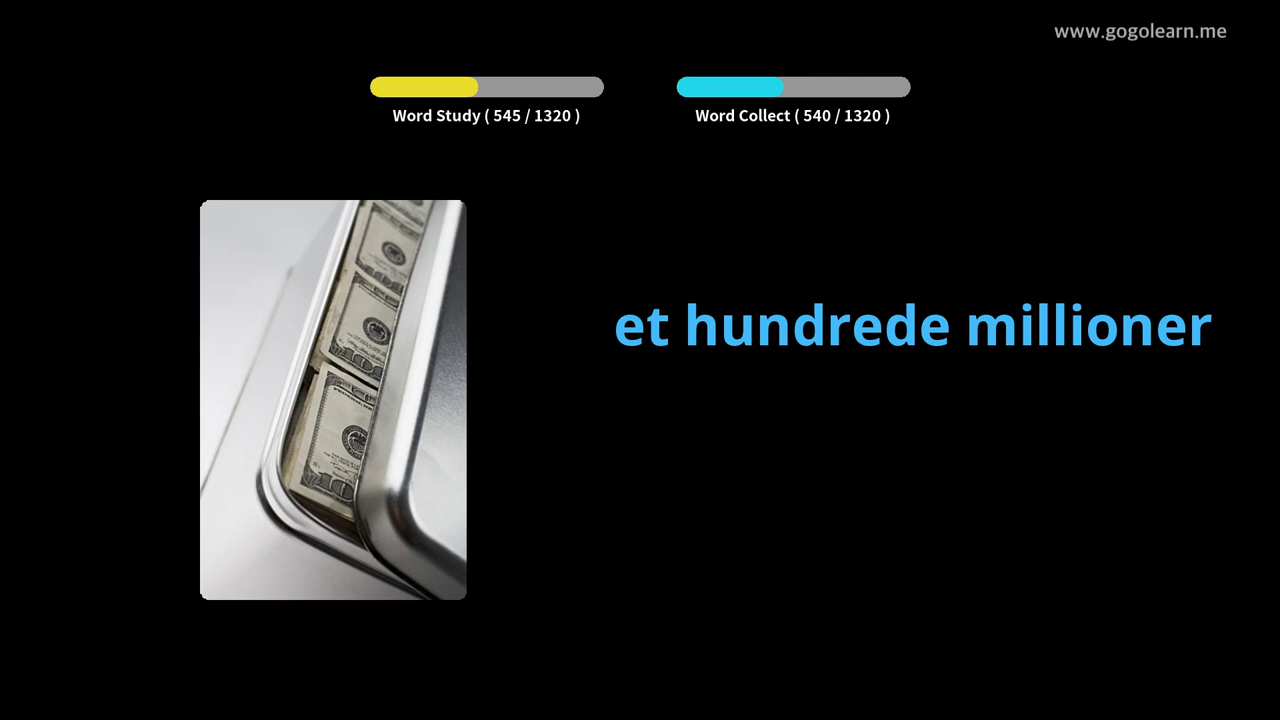 www.gogolearn.me
Word Study ( 545 / 1320 )
Word Collect ( 540 / 1320 )
et hundrede millioner